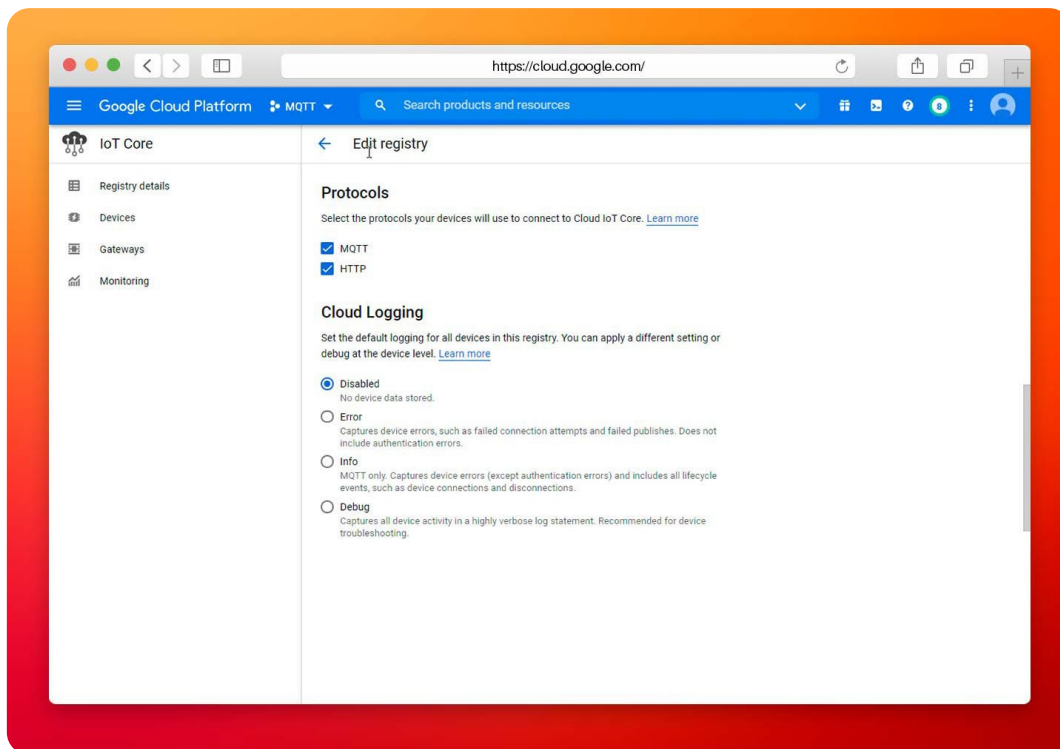 https://cloud.google.com/
Google Cloud Platform
MQTT
Search products and resources
8
IoT Core
Edit registry
Registry details
Devices
Gateways
Monitoring
Protocols
Select the protocols your devices will use to connect to Cloud IoT Core. Learn more
MQTT
HTTP
Cloud Logging
Set the default logging for all devices in this registry. You can apply a different setting or
debug at the device level. Learn more
Disabled
No device data stored.
Error
Captures device errors, such as failed connection attempts and failed publishes. Does not
include authentication errors.
Info
MQTT only. Captures device errors (except authentication errors) and includes all lifecycle
events, such as device connections and disconnections.
Debug
Captures all device activity in a highly verbose log statement. Recommended for device
troubleshooting.